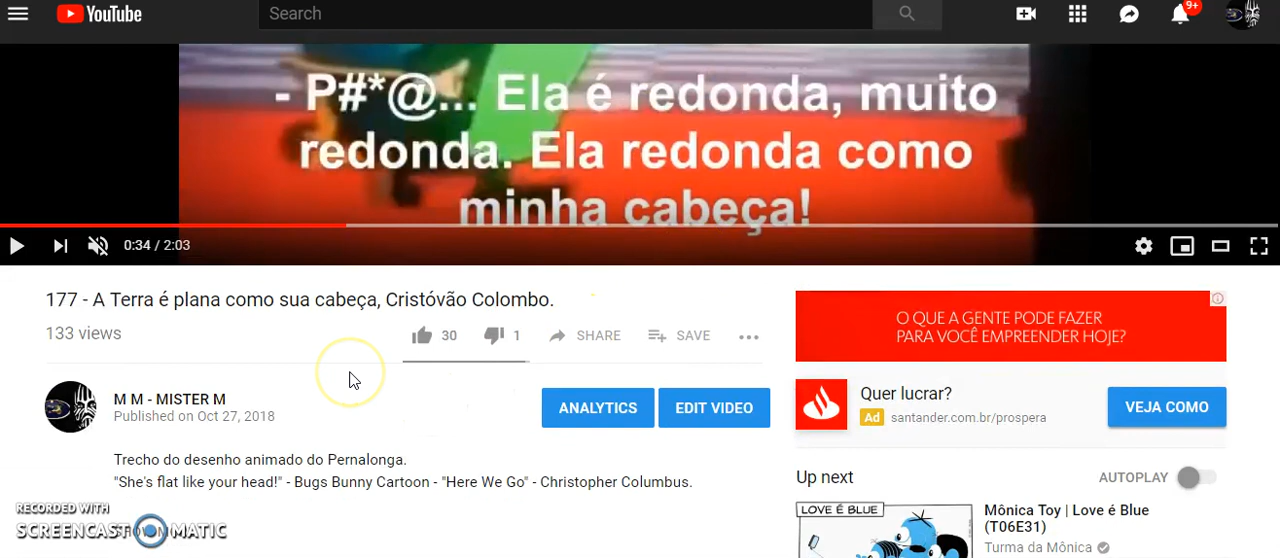 YouTube
Search
9+
- P#*@... Ela é redonda, muito
redonda. Ela redonda como
minha cabeça!
0:34 / 2:03
177 - A Terra é plana como sua cabeça, Cristóvão Colombo.
133 views
30
1
SHARE
SAVE
M M - MISTER M
Published on Oct 27, 2018
ANALYTICS
EDIT VIDEO
Trecho do desenho animado do Pernalonga.
"She's flat like your head!" - Bugs Bunny Cartoon - "Here We Go" - Christopher Columbus.
RECORDED WITH
SCREENCAST MATIC
O QUE A GENTE PODE FAZER
PARA VOCÊ EMPREENDER HOJE?
Quer lucrar?
Ad santander.com.br/prospera
VEJA COMO
Up next
AUTOPLAY
LOVE É BLUE
Mônica Toy | Love é Blue
(T06E31)
Turma da Mônica